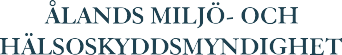 ÅLANDS MILJÖ- OCH
HÄLSOSKYDDSMYNDIGHET